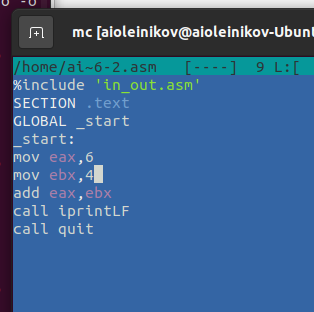 mc [aioleinikov@aioleinikov-Ubun
/home/ai~6-2.asm [----] 9 L:[
%include 'in_out.asm'
SECTION .text
GLOBAL _start
_start:
mov eax,6
mov ebx,4
add eax,ebx
call iprintLF
call quit